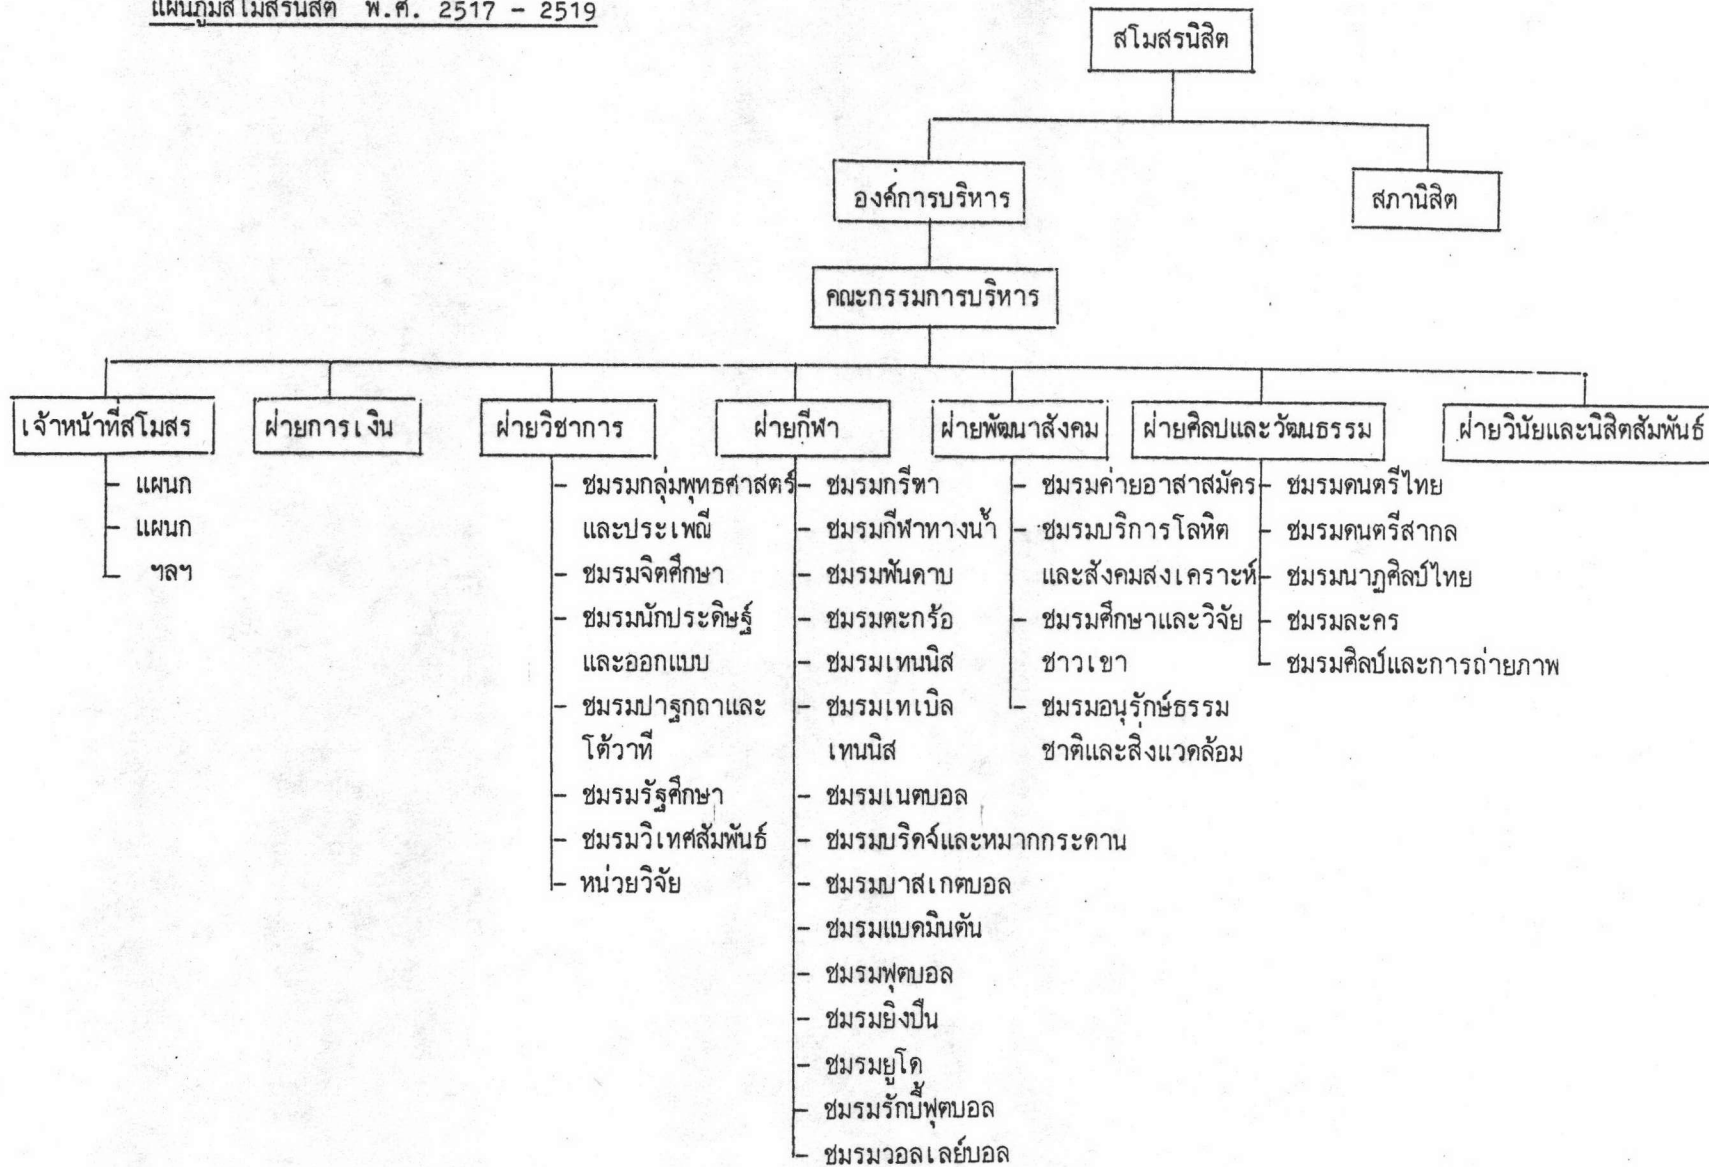 แผนภูมิสโมสรนิสิต พ.ศ. 2517 - 2519
สโมสรนิสิต
องค์การบริหาร
สภานิสิต
คณะกรรมการบริหาร
เจ้าหน้าที่สโมสร
- แผนก
- แผนก
- ฯลฯ
ฝ่ายการเงิน
ฝ่ายวิชาการ
- ชมรมกลุ่มพุทธศาสตร์
และประเพณี
- ชมรมจิตศึกษา
- ชมรมนักประดิษฐ์
และออกแบบ
- ชมรมปาฐกถาและ
โต้วาที
- ชมรมรัฐศึกษา
- ชมรมวิเทศสัมพันธ์
- หน่วยวิจัย
ฝ่ายกีฬา
- ชมรมกรีฑา
- ชมรมกีฬาทางน้ำ
- ชมรมฟันดาบ
- ชมรมตะกร้อ
- ชมรมเทนนิส
- ชมรมเทเบิล
เทนนิส
- ชมรมเนตบอล
- ชมรมบริดจ์และหมากกระดาน
- ชมรมบาสเกตบอล
- ชมรมแบดมินตัน
- ชมรมฟุตบอล
- ชมรมยิงปืน
- ชมรมยูโด
- ชมรมรักบี้ฟุตบอล
- ชมรมวอลเลย์บอล
ฝ่ายพัฒนาสังคม
- ชมรมค่ายอาสาสมัคร
- ชมรมบริการโลหิต
และสังคมสงเคราะห์
- ชมรมศึกษาและวิจัย
ชาวเขา
- ชมรมอนุรักษ์ธรรม
ชาติและสิ่งแวดล้อม
ฝ่ายศิลปและวัฒนธรรม
- ชมรมดนตรีไทย
- ชมรมดนตรีสากล
- ชมรมนาฏศิลป์ไทย
- ชมรมละคร
- ชมรมศิลป์และการถ่ายภาพ
ฝ่ายวินัยและนิสิตสัมพันธ์